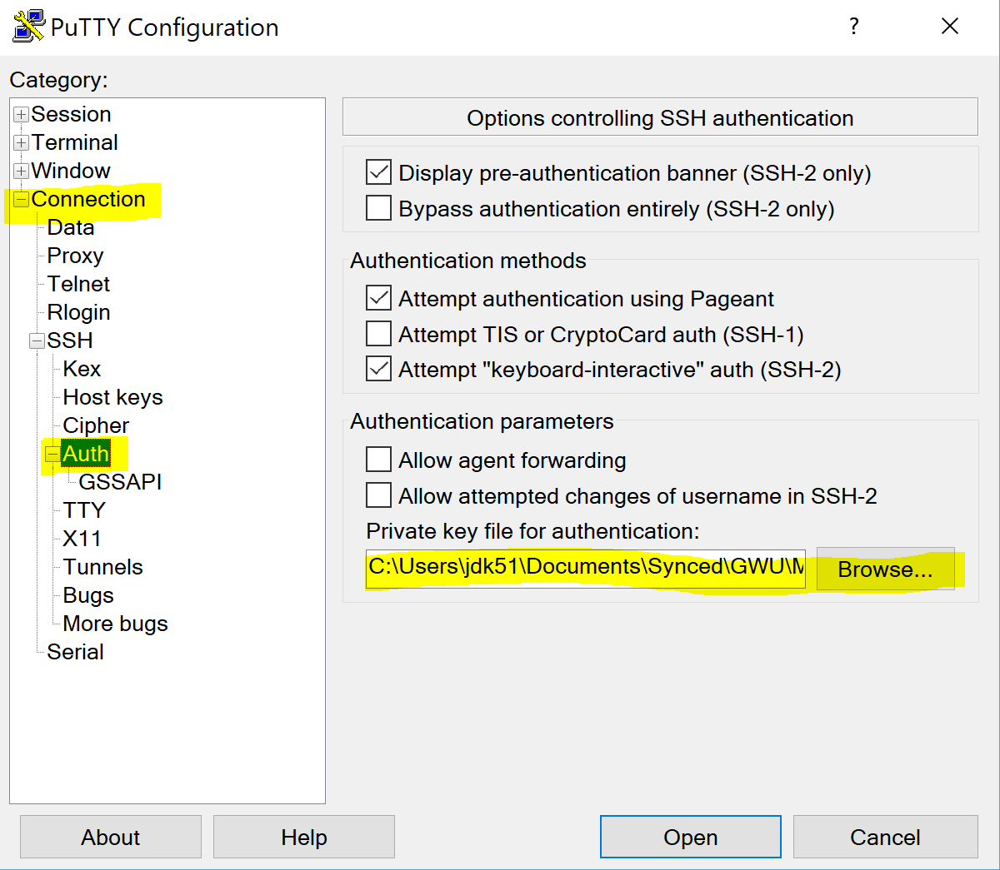 PuTTY Configuration
?
Category:
Session
Terminal
Window
Connection
Data
Proxy
Telnet
Rlogin
SSH
Kex
Host keys
Cipher
Auth
GSSAPI
TTY
X11
Tunnels
Bugs
More bugs
Serial
Options controlling SSH authentication
Display pre-authentication banner (SSH-2 only)
Bypass authentication entirely (SSH-2 only)
Authentication methods
Attempt authentication using Pageant
Attempt TIS or CryptoCard auth (SSH-1)
Attempt "keyboard-interactive" auth (SSH-2)
Authentication parameters
Allow agent forwarding
Allow attempted changes of username in SSH-2
Private key file for authentication:
C:\Users\jdk51\Documents\Synced\GWU\M
Browse...
About
Help
Open
Cancel